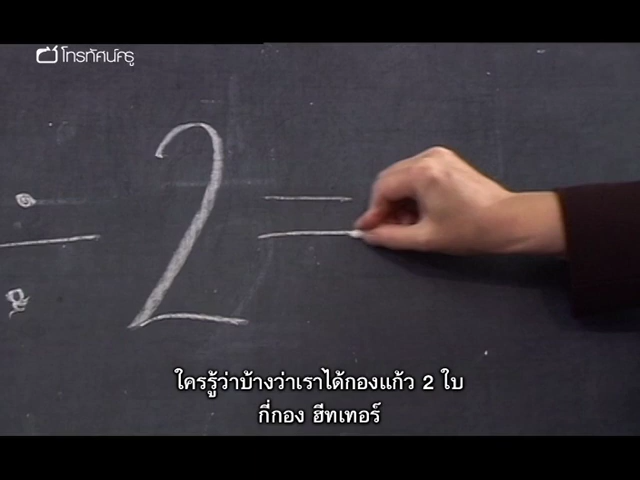 โทรทัศน์ครู
÷ 2 =
ใครรู้ว่าบ้างว่าเราได้กองแก้ว 2 ใบ
กี่กอง ฮีทเทอร์